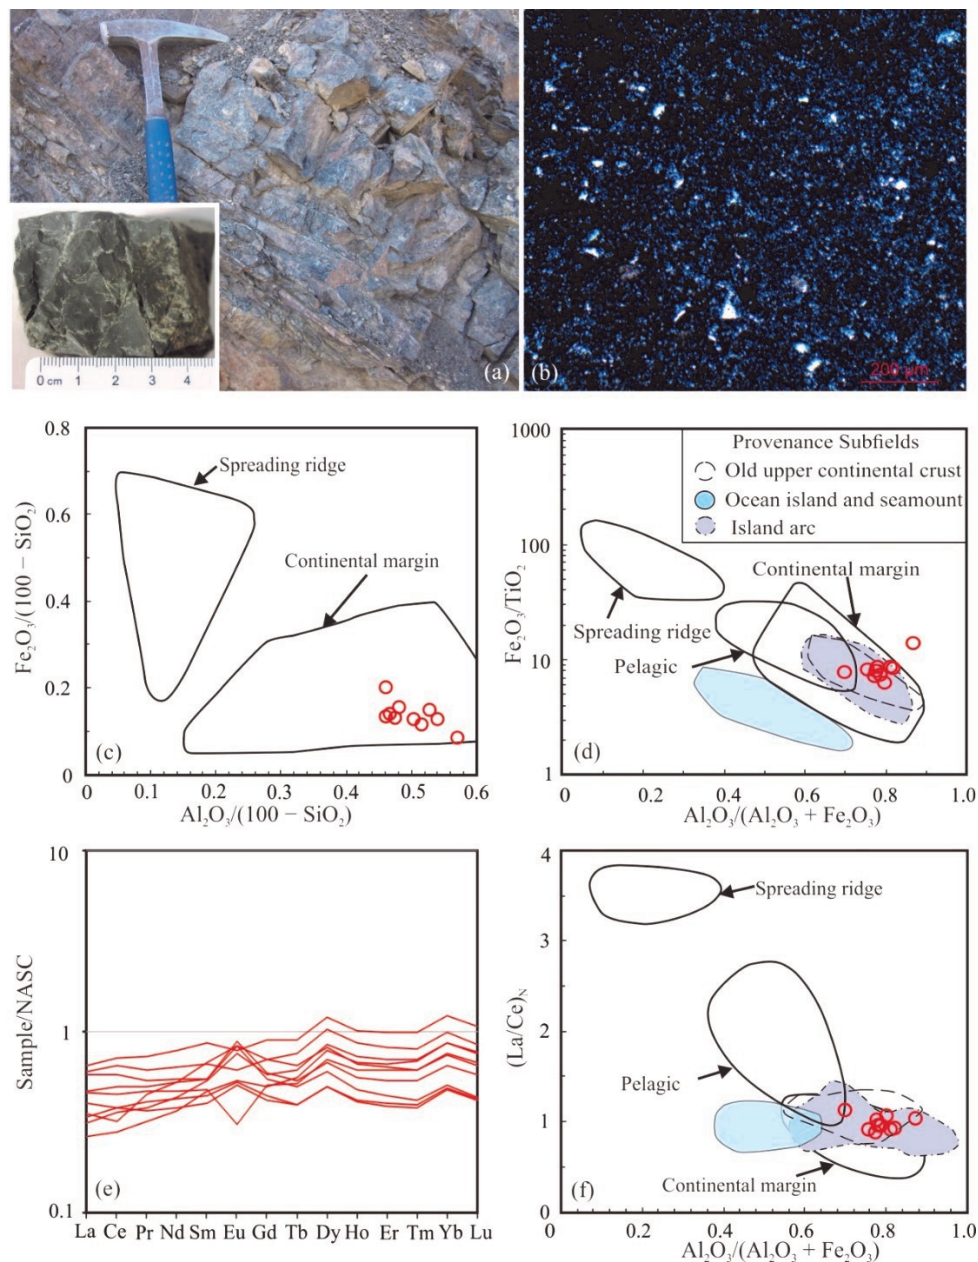 (a)
0 cm 1 2 3 4
(b)
200 μm
0.8
0.6
0.4
0.2
0
Fe₂O₃/(100 − SiO₂)
Spreading ridge
Continental margin
(c)
0 0.1 0.2 0.3 0.4 0.5 0.6
Al₂O₃/(100 − SiO₂)
1000
100
10
1
Fe₂O₃/TiO₂
Provenance Subfields
Old upper continental crust
Ocean island and seamount
Island arc
Continental margin
Spreading ridge
Pelagic
(d)
0 0.2 0.4 0.6 0.8 1.0
Al₂O₃/(Al₂O₃ + Fe₂O₃)
10
1
0.1
Sample/NASC
(e)
La Ce Pr Nd Sm Eu Gd Tb Dy Ho Er Tm Yb Lu
4
3
2
1
0
(La/Ce)N
Spreading ridge
Pelagic
Continental margin
(f)
0 0.2 0.4 0.6 0.8 1.0
Al₂O₃/(Al₂O₃ + Fe₂O₃)